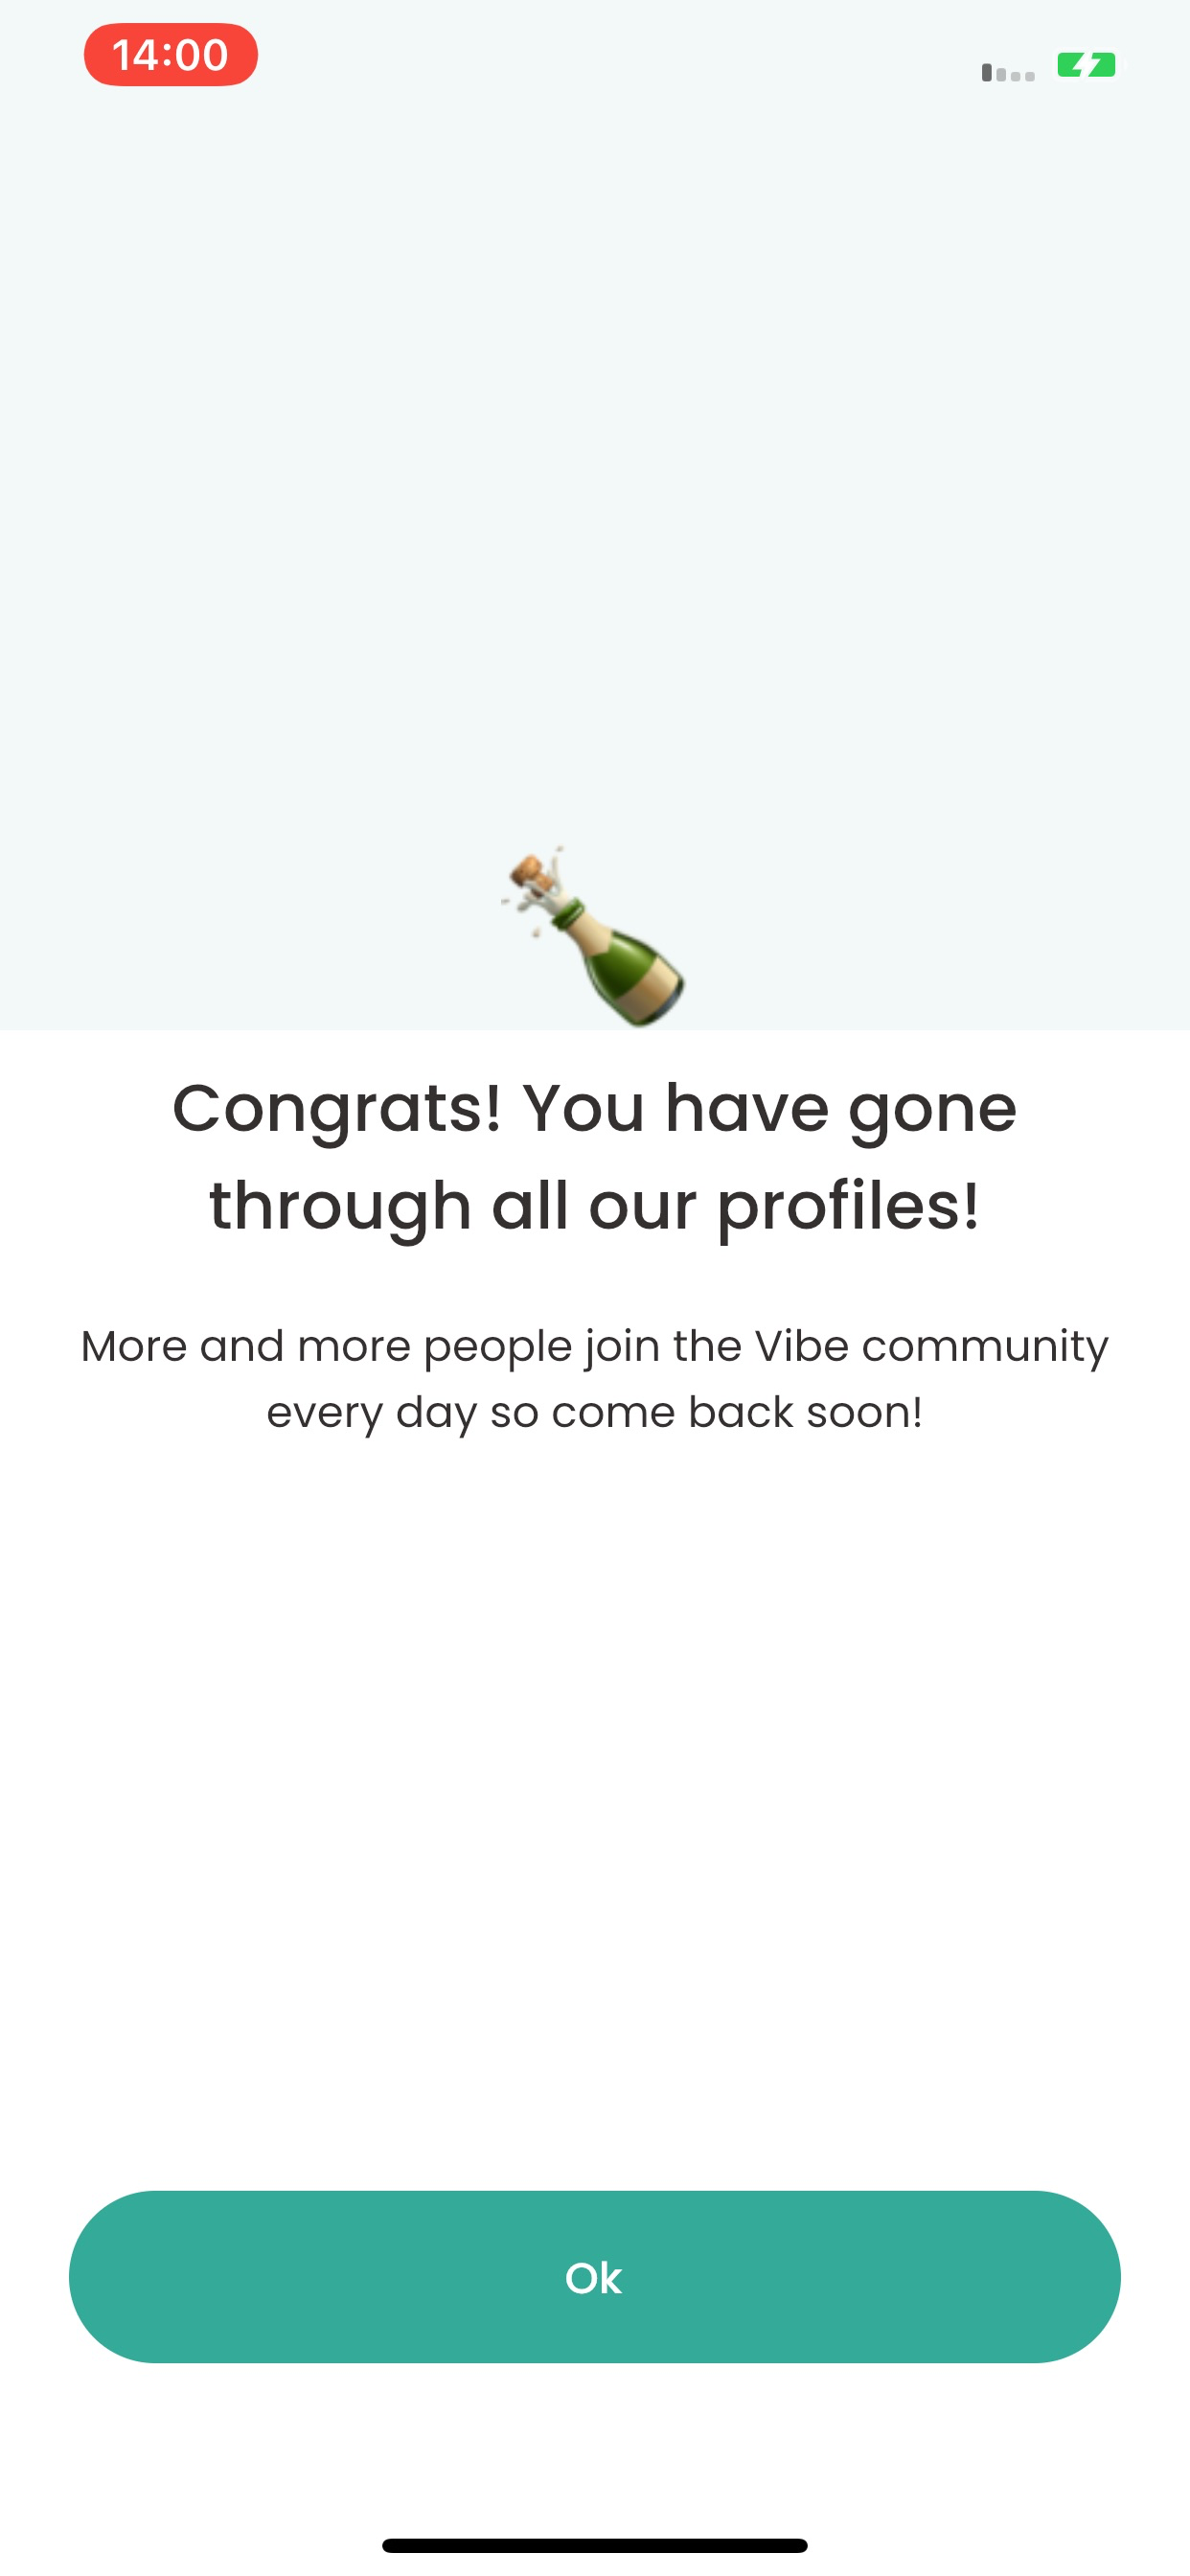 14:00
Congrats! You have gone
through all our profiles!
More and more people join the Vibe community
every day so come back soon!
Ok